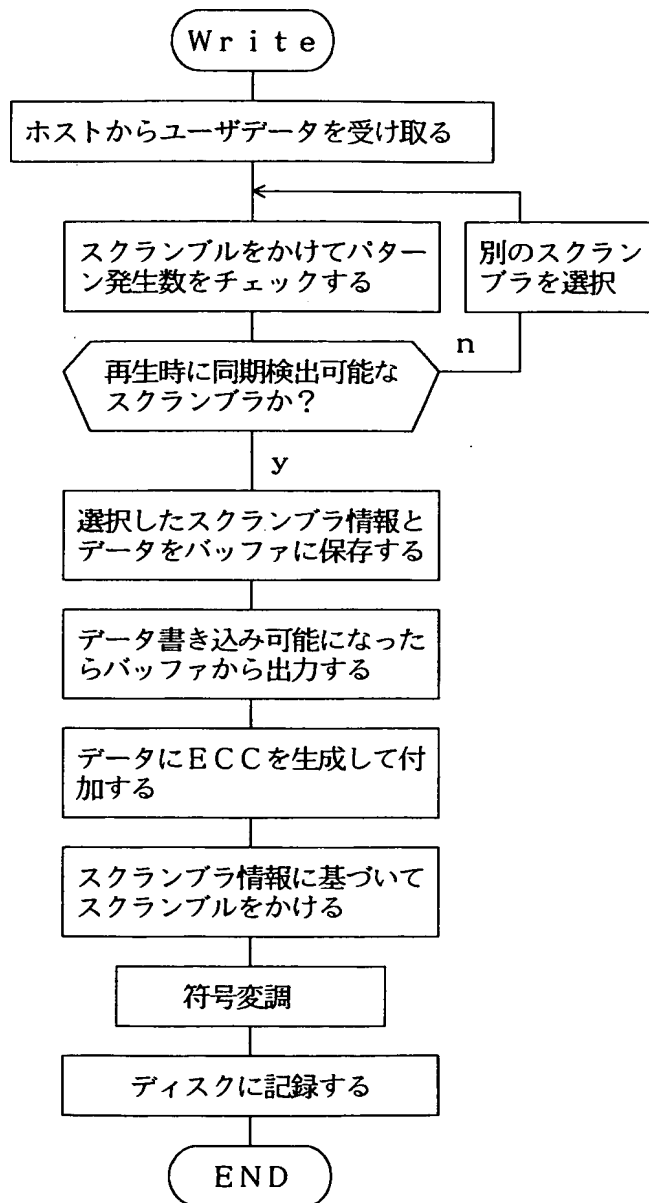 Write
ホストからユーザデータを受け取る
スクランブルをかけてパター
ン発生数をチェックする
別のスクラン
ブラを選択
n
再生時に同期検出可能な
スクランブラか？
y
選択したスクランブラ情報と
データをバッファに保存する
データ書き込み可能になった
らバッファから出力する
データにECCを生成して付
加する
スクランブラ情報に基づいて
スクランブルをかける
符号変調
ディスクに記録する
END